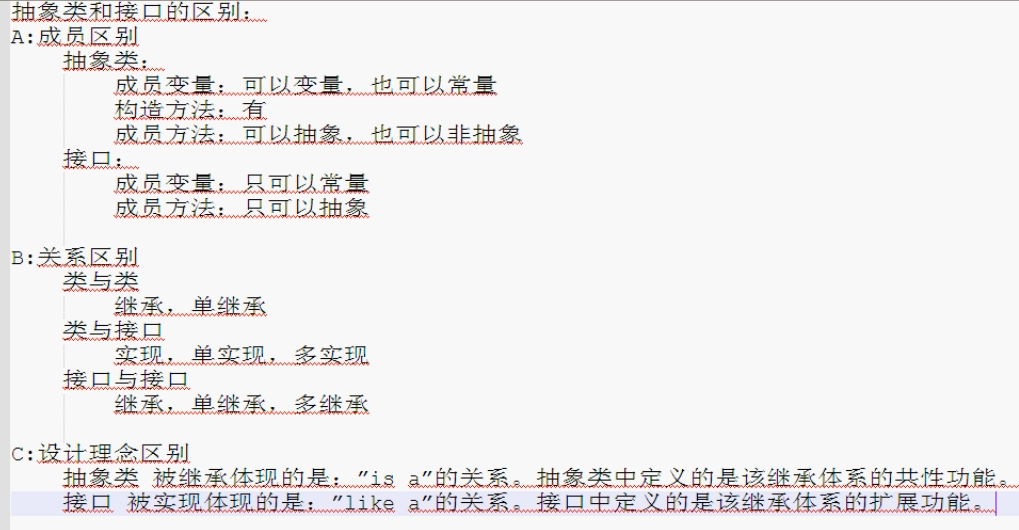 抽象类和接口的区别：
A:成员区别
抽象类：
成员变量：可以变量，也可以常量
构造方法：有
成员方法：可以抽象，也可以非抽象
接口：
成员变量：只可以常量
成员方法：只可以抽象
B:关系区别
类与类
继承，单继承
类与接口
实现，单实现，多实现
接口与接口
继承，单继承，多继承
C:设计理念区别
抽象类 被继承体现的是："is a"的关系。抽象类中定义的是该继承体系的共性功能。
接口 被实现体现的是："like a"的关系。接口中定义的是该继承体系的扩展功能。